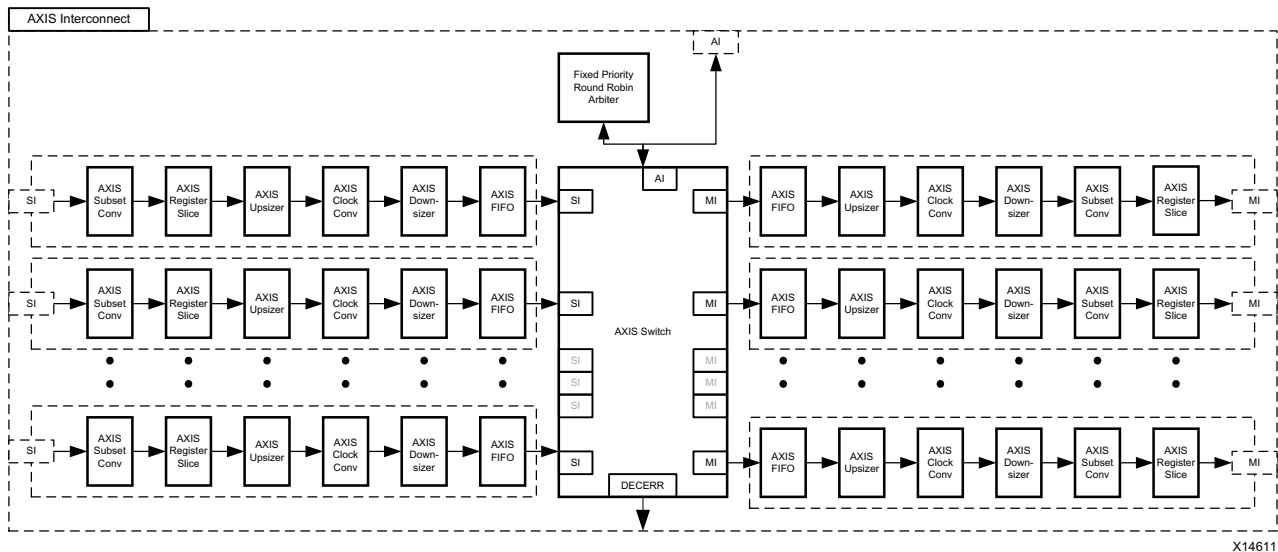 AXIS Interconnect
AI
Fixed Priority
Round Robin
Arbiter
AI
SI
AXIS
Subset
Conv
AXIS
Register
Slice
AXIS
Upsizer
AXIS
Clock
Conv
AXIS
Down-
sizer
AXIS
FIFO
SI
MI
AXIS
FIFO
AXIS
Upsizer
AXIS
Clock
Conv
AXIS
Down-
sizer
AXIS
Subset
Conv
AXIS
Register
Slice
MI
SI
AXIS
Subset
Conv
AXIS
Register
Slice
AXIS
Upsizer
AXIS
Clock
Conv
AXIS
Down-
sizer
AXIS
FIFO
SI
MI
AXIS
FIFO
AXIS
Upsizer
AXIS
Clock
Conv
AXIS
Down-
sizer
AXIS
Subset
Conv
AXIS
Register
Slice
MI
AXIS Switch
SI
MI
SI
MI
SI
MI
SI
AXIS
Subset
Conv
AXIS
Register
Slice
AXIS
Upsizer
AXIS
Clock
Conv
AXIS
Down-
sizer
AXIS
FIFO
SI
MI
AXIS
FIFO
AXIS
Upsizer
AXIS
Clock
Conv
AXIS
Down-
sizer
AXIS
Subset
Conv
AXIS
Register
Slice
MI
DECERR
X14611